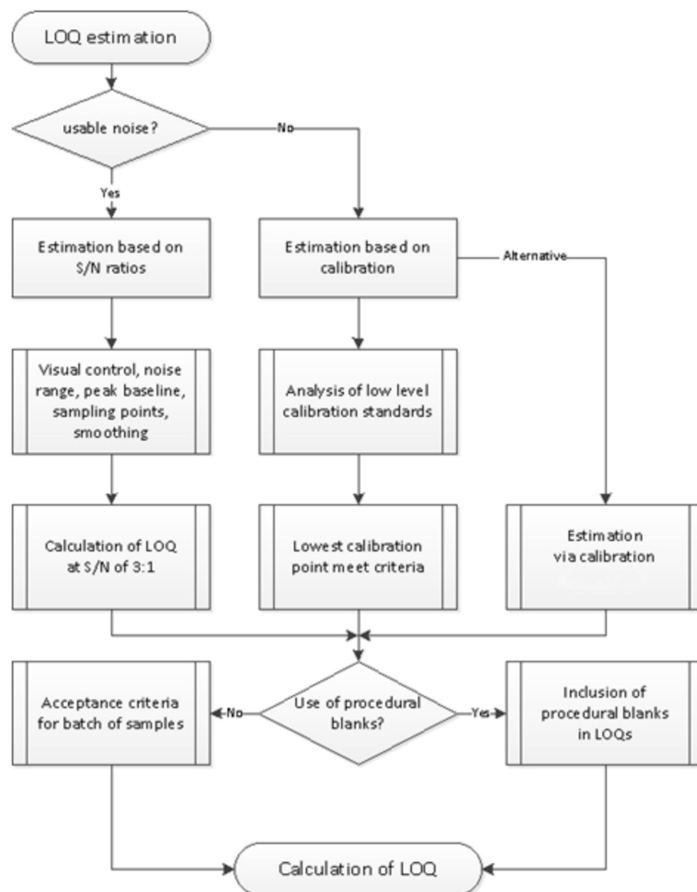 LOQ estimation
usable noise?
No
Yes
Estimation based on
S/N ratios
Estimation based on
calibration
Alternative
Visual control, noise
range, peak baseline,
sampling points,
smoothing
Analysis of low level
calibration standards
Calculation of LOQ
at S/N of 3:1
Lowest calibration
point meet criteria
Estimation
via calibration
Acceptance criteria
for batch of samples
No
Use of procedural
blanks?
Yes
Inclusion of
procedural blanks
in LOQs
Calculation of LOQ